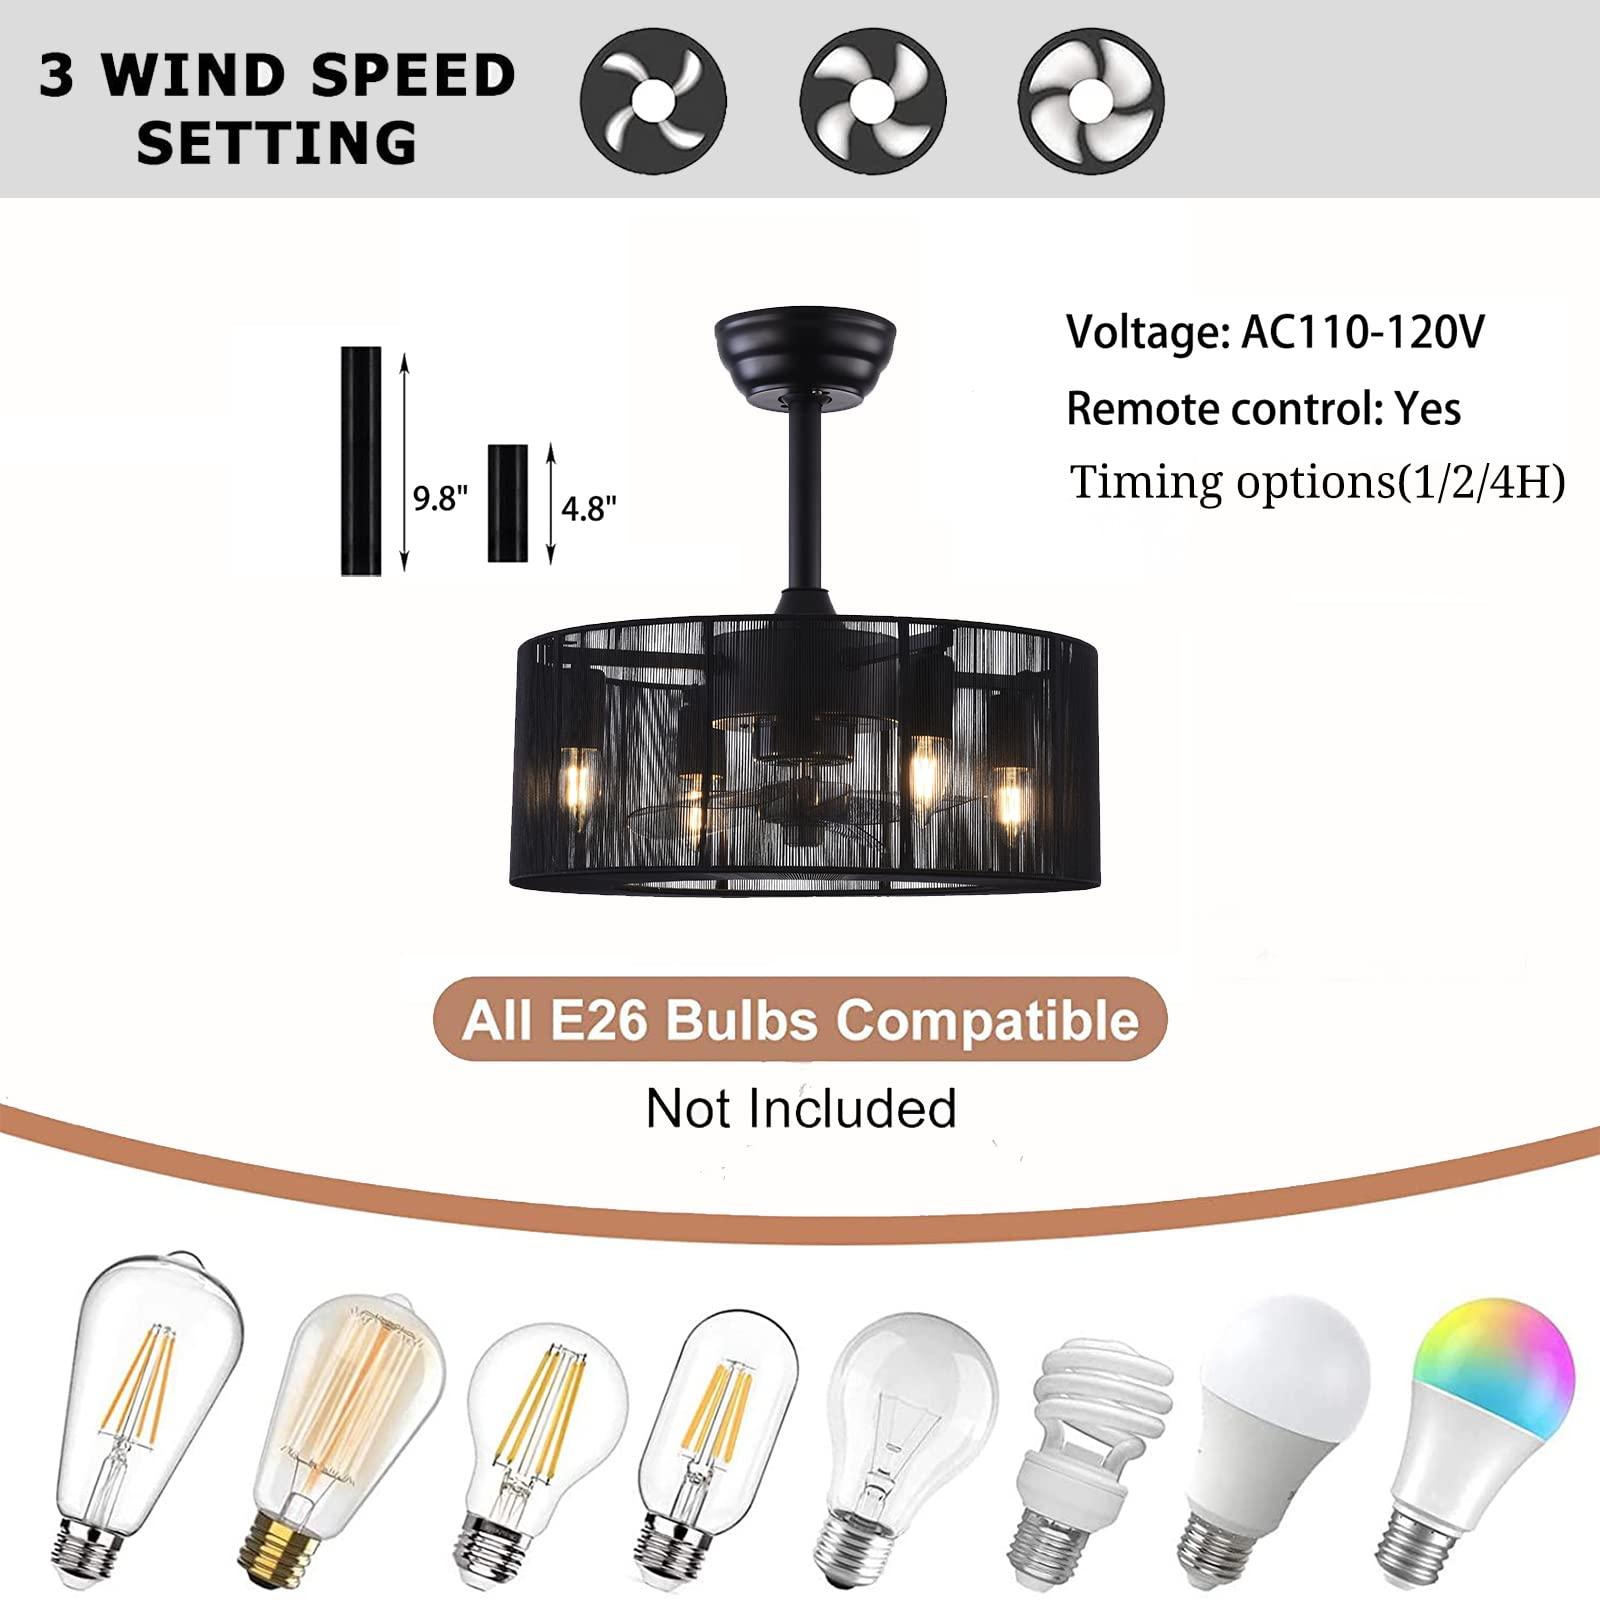 3 WIND SPEED
SETTING
Voltage: AC110-120V
Remote control: Yes
Timing options(1/2/4H)
9.8"
4.8"
All E26 Bulbs Compatible
Not Included